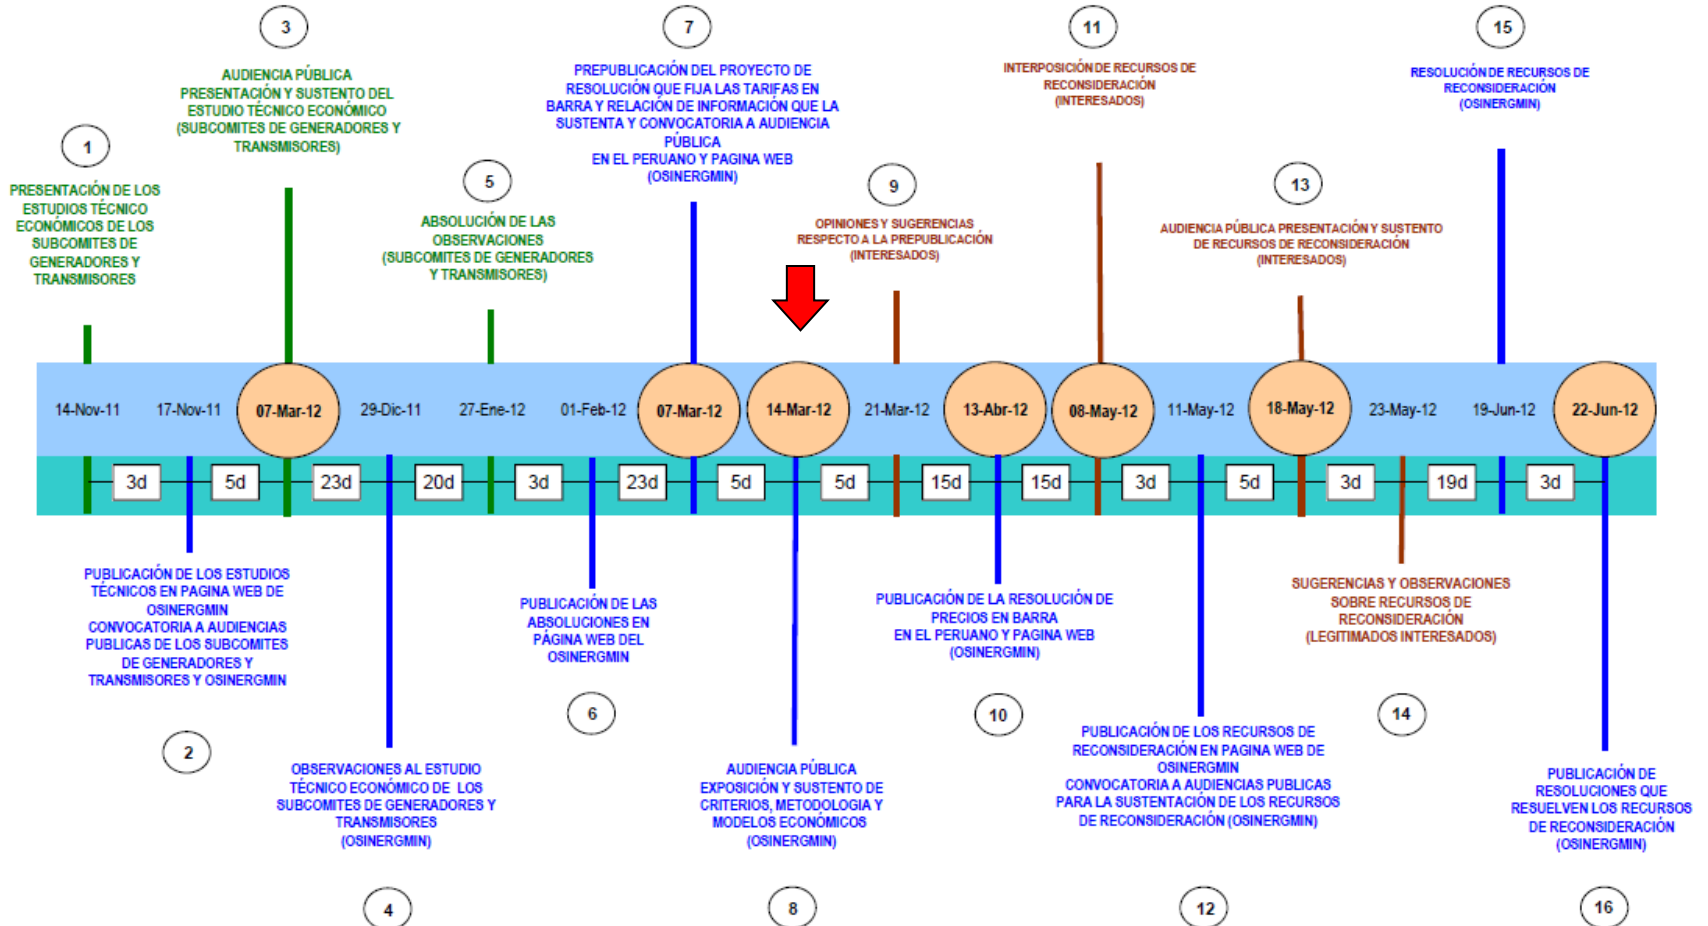 3
AUDIENCIA PÚBLICA
PRESENTACIÓN Y SUSTENTO DEL
ESTUDIO TÉCNICO ECONÓMICO
(SUBCOMITES DE GENERADORES Y
TRANSMISORES)
7
PREPUBLICACIÓN DEL PROYECTO DE
RESOLUCIÓN QUE FIJA LAS TARIFAS EN
BARRA Y RELACIÓN DE INFORMACIÓN QUE LA
SUSTENTA Y CONVOCATORIA A AUDIENCIA
PÚBLICA
EN EL PERUANO Y PAGINA WEB
(OSINERGMIN)
11
INTERPOSICIÓN DE RECURSOS DE
RECONSIDERACIÓN
(INTERESADOS)
15
RESOLUCIÓN DE RECURSOS DE
RECONSIDERACIÓN
(OSINERGMIN)
1
PRESENTACIÓN DE LOS
ESTUDIOS TÉCNICO
ECONÓMICOS DE LOS
SUBCOMITES DE
GENERADORES Y
TRANSMISORES
5
ABSOLUCIÓN DE LAS
OBSERVACIONES
(SUBCOMITES DE GENERADORES
Y TRANSMISORES)
9
OPINIONES Y SUGERENCIAS
RESPECTO A LA PREPUBLICACIÓN
(INTERESADOS)
13
AUDIENCIA PÚBLICA PRESENTACIÓN Y SUSTENTO
DE RECURSOS DE RECONSIDERACIÓN
(INTERESADOS)
14-Nov-11 17-Nov-11 07-Mar-12 29-Dic-11 27-Ene-12 01-Feb-12 07-Mar-12 14-Mar-12 21-Mar-12 13-Abr-12 08-May-12 11-May-12 18-May-12 23-May-12 19-Jun-12 22-Jun-12
3d 5d 23d 20d 3d 23d 5d 5d 15d 15d 3d 5d 3d 19d 3d
PUBLICACIÓN DE LOS ESTUDIOS
TÉCNICOS EN PAGINA WEB DE
OSINERGMIN
CONVOCATORIA A AUDIENCIAS
PUBLICAS DE LOS SUBCOMITES
DE GENERADORES Y
TRANSMISORES Y OSINERGMIN
2
OBSERVACIONES AL ESTUDIO
TÉCNICO ECONÓMICO DE LOS
SUBCOMITES DE GENERADORES Y
TRANSMISORES
(OSINERGMIN)
4
PUBLICACIÓN DE LAS
ABSOLUCIONES EN
PÁGINA WEB DEL
OSINERGMIN
6
AUDIENCIA PÚBLICA
EXPOSICIÓN Y SUSTENTO DE
CRITERIOS, METODOLOGIA Y
MODELOS ECONÓMICOS
(OSINERGMIN)
8
PUBLICACIÓN DE LA RESOLUCIÓN DE
PRECIOS EN BARRA
EN EL PERUANO Y PAGINA WEB
(OSINERGMIN)
10
PUBLICACIÓN DE LOS RECURSOS DE
RECONSIDERACIÓN EN PAGINA WEB DE
OSINERGMIN
CONVOCATORIA A AUDIENCIAS PUBLICAS
PARA LA SUSTENTACIÓN DE LOS RECURSOS
DE RECONSIDERACIÓN (OSINERGMIN)
12
SUGERENCIAS Y OBSERVACIONES
SOBRE RECURSOS DE
RECONSIDERACIÓN
(LEGITIMADOS INTERESADOS)
14
PUBLICACIÓN DE
RESOLUCIONES QUE
RESUELVEN LOS RECURSOS
DE RECONSIDERACIÓN
(OSINERGMIN)
16